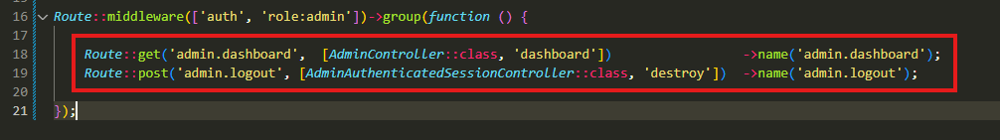 16 Route::middleware(['auth', 'role:admin'])->group(function () {
17
18 Route::get('admin.dashboard', [AdminController::class, 'dashboard']) ->name('admin.dashboard');
19 Route::post('admin.logout', [AdminAuthenticatedSessionController::class, 'destroy']) ->name('admin.logout');
20
21 });